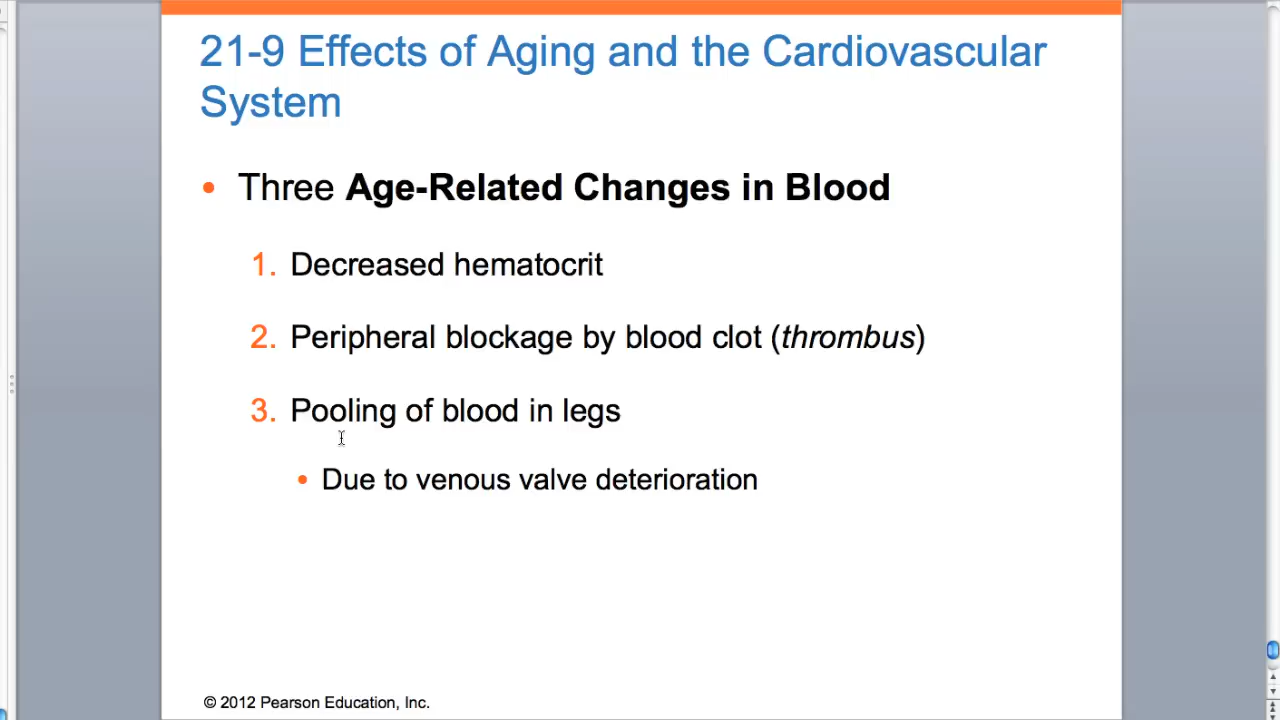 21-9 Effects of Aging and the Cardiovascular
System
• Three Age-Related Changes in Blood
1. Decreased hematocrit
2. Peripheral blockage by blood clot (thrombus)
3. Pooling of blood in legs
• Due to venous valve deterioration
© 2012 Pearson Education, Inc.